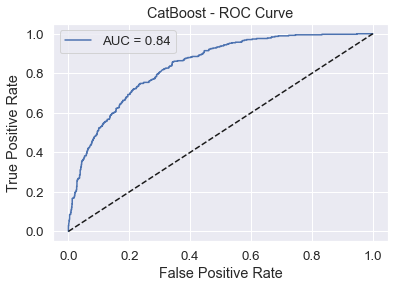 CatBoost - ROC Curve
AUC = 0.84
True Positive Rate
1.0
0.8
0.6
0.4
0.2
0.0
0.0 0.2 0.4 0.6 0.8 1.0
False Positive Rate